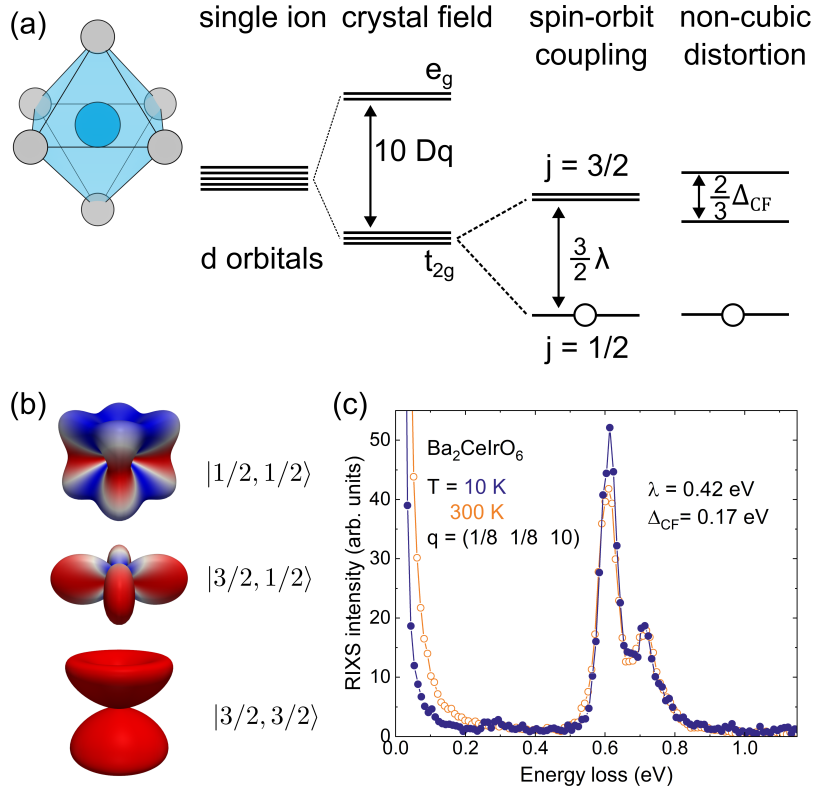 (a)
single ion
crystal field
spin-orbit
coupling
non-cubic
distortion
e_g
10 Dq
t_2g
d orbitals
j = 3/2
3/2 λ
j = 1/2
2/3 Δ_CF
(b)
|1/2, 1/2⟩
|3/2, 1/2⟩
|3/2, 3/2⟩
(c)
RIXS intensity (arb. units)
50
40
30
20
10
0
Ba₂CeIrO₆
T = 10 K
300 K
q = (1/8 1/8 10)
λ = 0.42 eV
Δ_CF = 0.17 eV
0.0 0.2 0.4 0.6 0.8 1.0
Energy loss (eV)